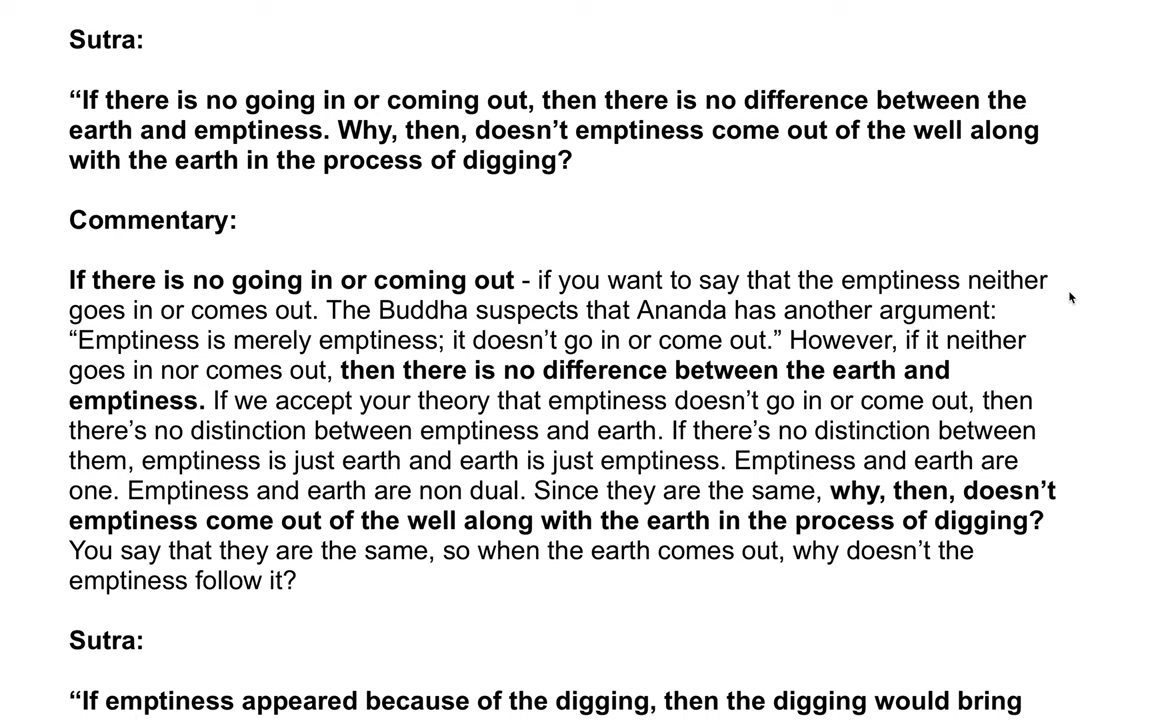 Sutra:
“If there is no going in or coming out, then there is no difference between the
earth and emptiness. Why, then, doesn’t emptiness come out of the well along
with the earth in the process of digging?
Commentary:
If there is no going in or coming out - if you want to say that the emptiness neither
goes in or comes out. The Buddha suspects that Ananda has another argument:
“Emptiness is merely emptiness; it doesn’t go in or come out.” However, if it neither
goes in nor comes out, then there is no difference between the earth and
emptiness. If we accept your theory that emptiness doesn’t go in or come out, then
there’s no distinction between emptiness and earth. If there’s no distinction between
them, emptiness is just earth and earth is just emptiness. Emptiness and earth are
one. Emptiness and earth are non dual. Since they are the same, why, then, doesn’t
emptiness come out of the well along with the earth in the process of digging?
You say that they are the same, so when the earth comes out, why doesn’t the
emptiness follow it?
Sutra:
“If emptiness appeared because of the digging, then the digging would bring